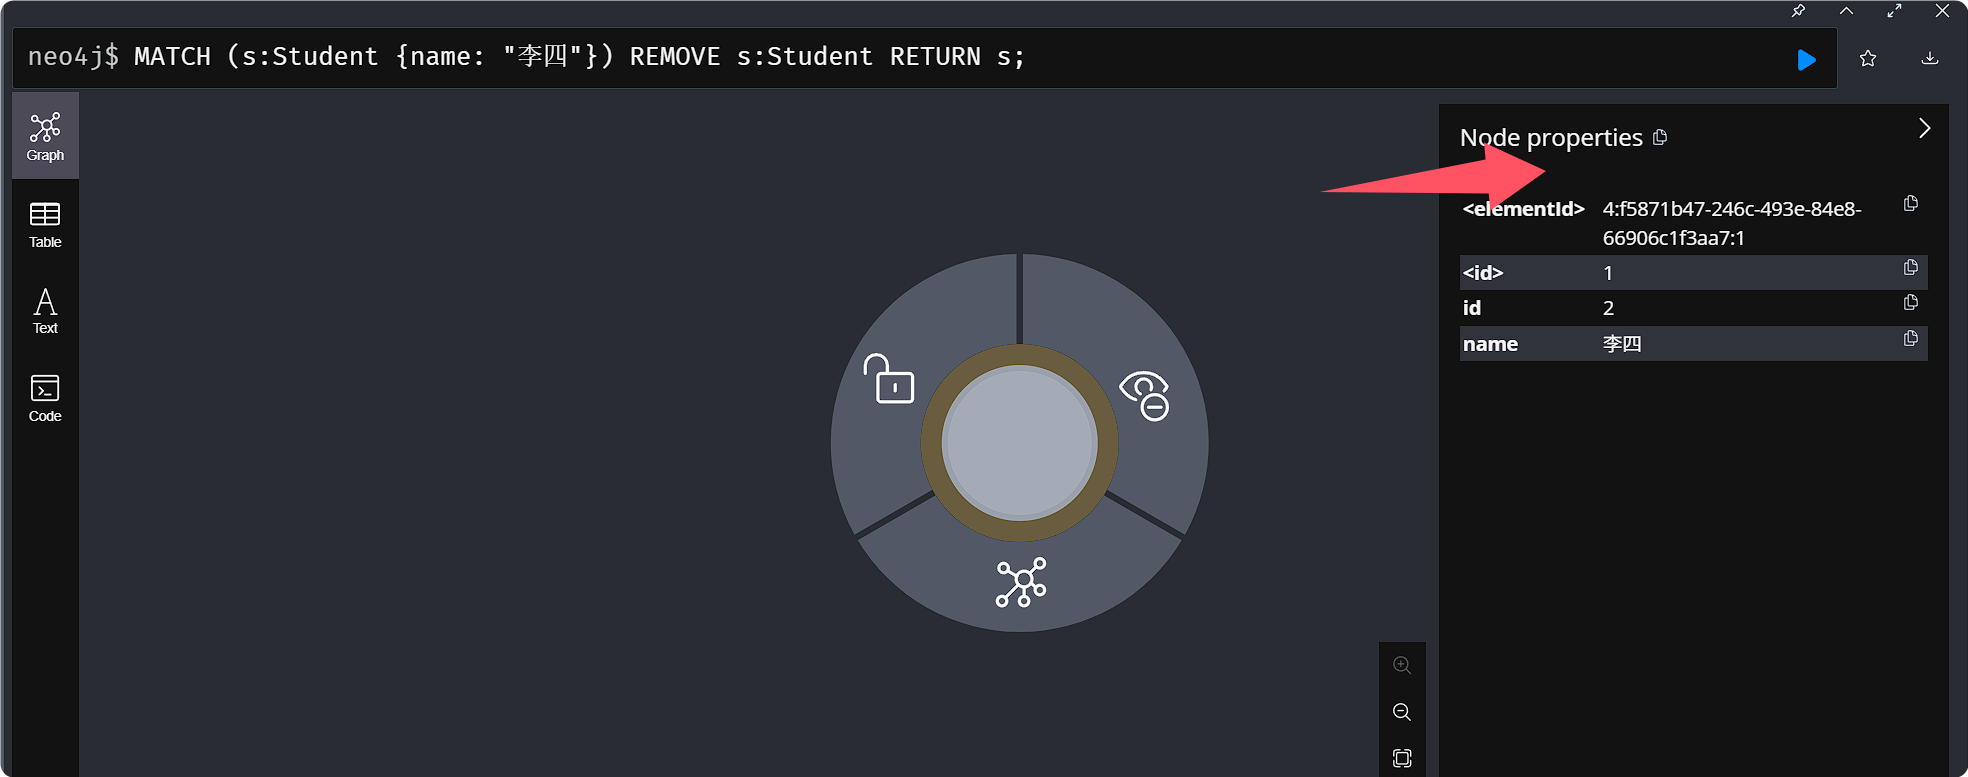 neo4j$ MATCH (s:Student {name: "李四"}) REMOVE s:Student RETURN s;
Graph
Table
Text
Code
Node properties
<elementId> 4:f5871b47-246c-493e-84e8-
66906c1f3aa7:1
<id> 1
id 2
name 李四